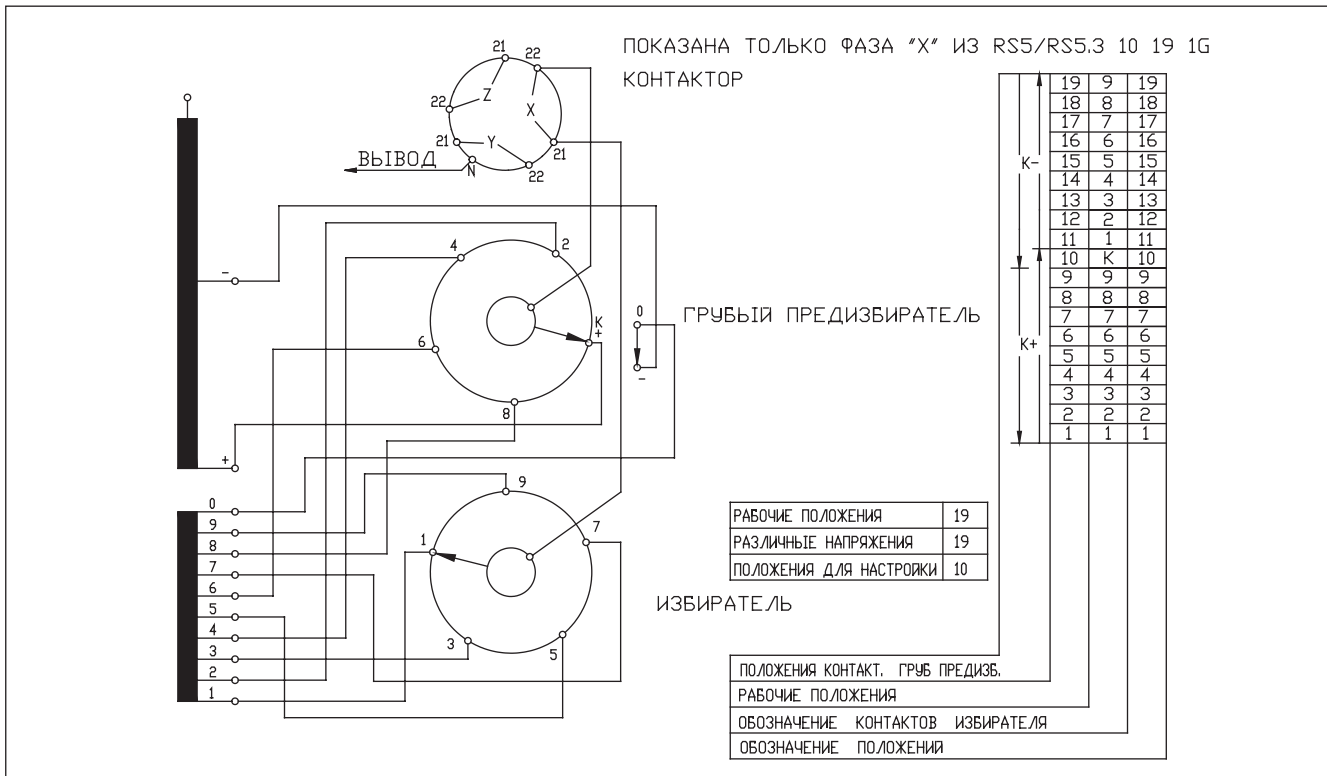 ПОКАЗАНА ТОЛЬКО ФАЗА "X" ИЗ RS5/RS5.3 10 19 1G
КОНТАКТОР
21
22
Z
X
22
21
Y
21
N
22
ВЫВОД
-
+
4
2
K
+
6
8
0
-
ГРУБЫЙ ПРЕДИЗБИРАТЕЛЬ
0
9
8
7
6
5
4
3
2
1
9
7
1
3
5
ИЗБИРАТЕЛЬ
K-
K+
19 9 19
18 8 18
17 7 17
16 6 16
15 5 15
14 4 14
13 3 13
12 2 12
11 1 11
10 K 10
9 9 9
8 8 8
7 7 7
6 6 6
5 5 5
4 4 4
3 3 3
2 2 2
1 1 1
РАБОЧИЕ ПОЛОЖЕНИЯ 19
РАЗЛИЧНЫЕ НАПРЯЖЕНИЯ 19
ПОЛОЖЕНИЯ ДЛЯ НАСТРОЙКИ 10
ПОЛОЖЕНИЯ КОНТАКТ. ГРУБ ПРЕДИЗБ.
РАБОЧИЕ ПОЛОЖЕНИЯ
ОБОЗНАЧЕНИЕ КОНТАКТОВ ИЗБИРАТЕЛЯ
ОБОЗНАЧЕНИЕ ПОЛОЖЕНИЙ